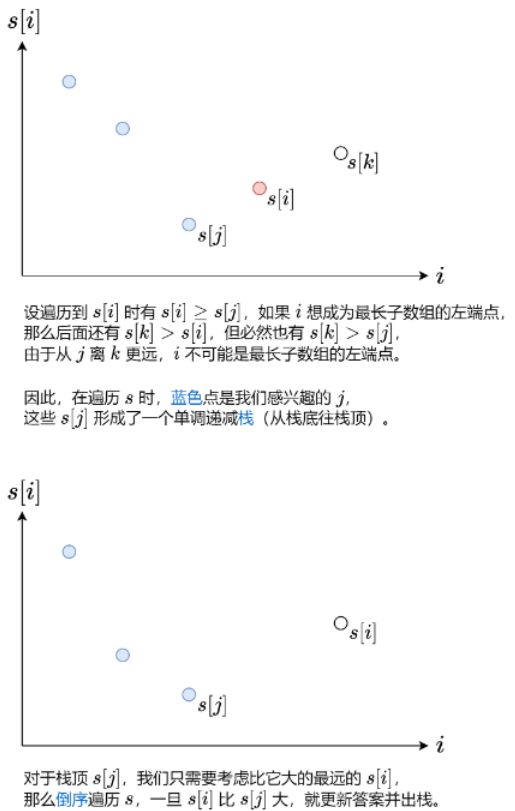 s[i]
s[k]
s[i]
s[j]
i
设遍历到 s[i] 时有 s[i] ≥ s[j]，如果 i 想成为最长子数组的左端点，
那么后面还有 s[k] > s[i]，但必然也有 s[k] > s[j]，
由于从 j 离 k 更远，i 不可能是最长子数组的左端点。
因此，在遍历 s 时，蓝色点是我们感兴趣的 j，
这些 s[j] 形成了一个单调递减栈（从栈底往栈顶）。
s[i]
s[i]
s[j]
i
对于栈顶 s[j]，我们只需要考虑比它大的最远的 s[i]，
那么倒序遍历 s，一旦 s[i] 比 s[j] 大，就更新答案并出栈。